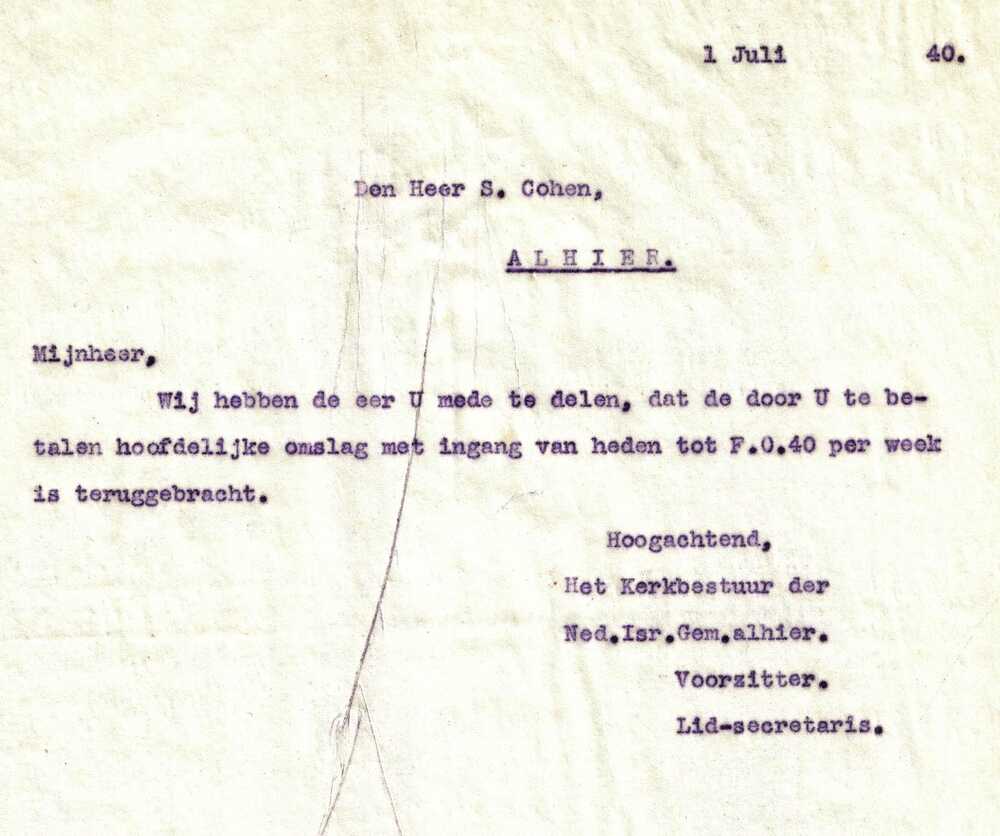 1 Juli 40.
Den Heer S. Cohen,
A L H I E R.
Mijnheer,
Wij hebben de eer U mede te delen, dat de door U te be-
talen hoofdelijke omslag met ingang van heden tot F.0.40 per week
is teruggebracht.
Hoogachtend,
Het Kerkbestuur der
Ned.Isr.Gem.alhier.
Voorzitter.
Lid-secretaris.